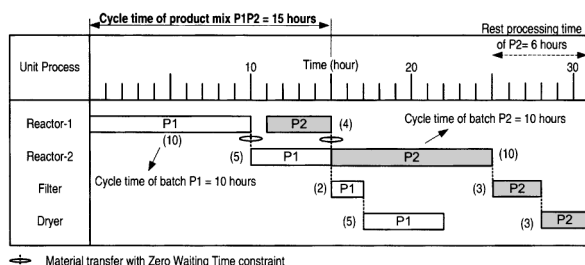 Cycle time of product mix P1P2 = 15 hours
Rest processing time
of P2= 6 hours
Unit Process
Time (hour)
10
20
30
Reactor-1
P1
P2
(4)
Cycle time of batch P2 = 10 hours
(10)
Reactor-2
(5)
P1
P2
(10)
Cycle time of batch P1 = 10 hours
Filter
(2)
P1
(3)
P2
Dryer
(5)
P1
(3)
P2
Material transfer with Zero Waiting Time constraint